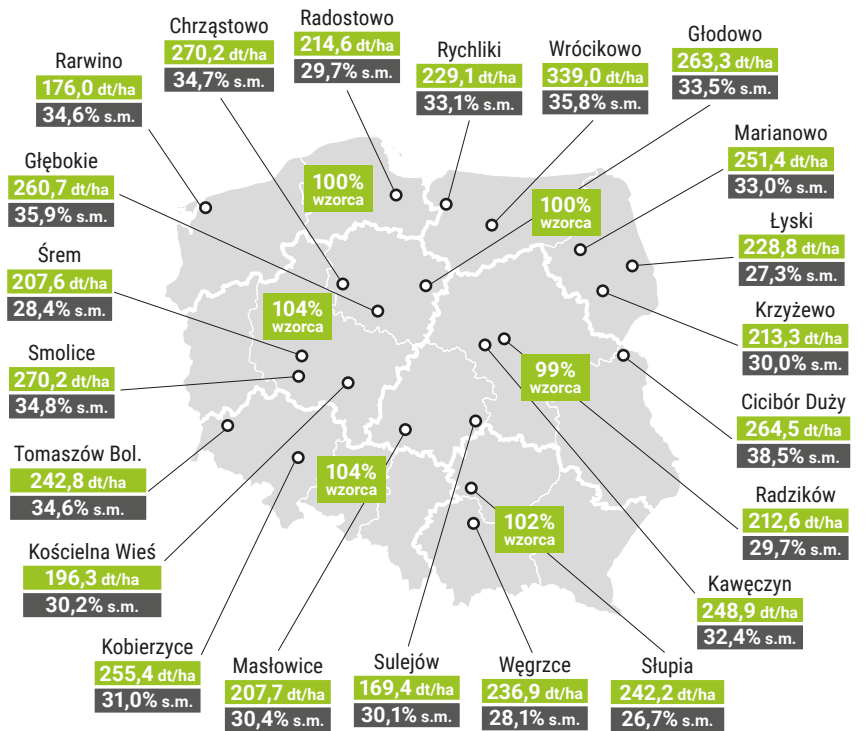 Chrząstowo
270,2 dt/ha
34,7% s.m.
Radostowo
214,6 dt/ha
29,7% s.m.
Rychliki
229,1 dt/ha
33,1% s.m.
Wrócikowo
339,0 dt/ha
35,8% s.m.
Głodowo
263,3 dt/ha
33,5% s.m.
Rarwino
176,0 dt/ha
34,6% s.m.
Marianowo
251,4 dt/ha
33,0% s.m.
Głębokie
260,7 dt/ha
35,9% s.m.
100%
wzorca
100%
wzorca
Łyski
228,8 dt/ha
27,3% s.m.
Śrem
207,6 dt/ha
28,4% s.m.
104%
wzorca
Krzyżewo
213,3 dt/ha
30,0% s.m.
Smolice
270,2 dt/ha
34,8% s.m.
99%
wzorca
Cicibór Duży
264,5 dt/ha
38,5% s.m.
Tomaszów Bol.
242,8 dt/ha
34,6% s.m.
104%
wzorca
102%
wzorca
Radzików
212,6 dt/ha
29,7% s.m.
Kościelna Wieś
196,3 dt/ha
30,2% s.m.
Kawęczyn
248,9 dt/ha
32,4% s.m.
Kobierzyce
255,4 dt/ha
31,0% s.m.
Masłowice
207,7 dt/ha
30,4% s.m.
Sulejów
169,4 dt/ha
30,1% s.m.
Węgrzce
236,9 dt/ha
28,1% s.m.
Słupia
242,2 dt/ha
26,7% s.m.